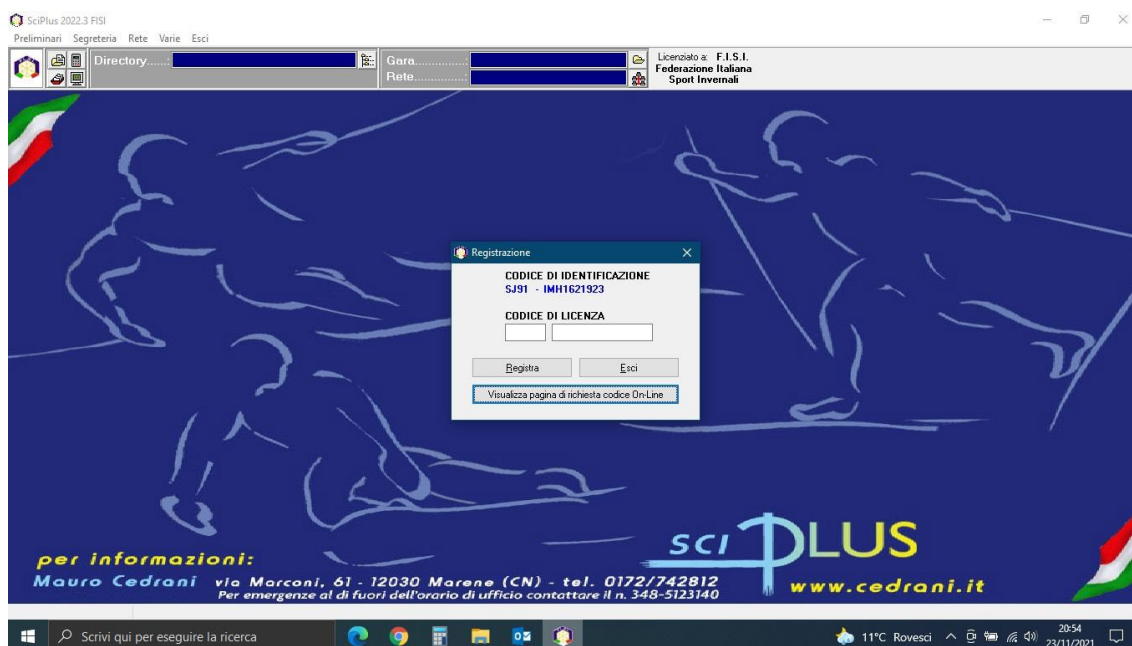 SciPlus 2022.3 FISI
Preliminari Segreteria Rete Varie Esci
Directory......:
Gara..............:
Rete..............:
Licenziato a: F.I.S.I.
Federazione Italiana
Sport Invernali
Registrazione
CODICE DI IDENTIFICAZIONE
SJ91 - IMH1621923
CODICE DI LICENZA
Registra Esci
Visualizza pagina di richiesta codice On-Line
sci PLUS
per informazioni:
Mauro Cedrani via Marconi, 61 - 12030 Marene (CN) - tel. 0172/742812
Per emergenze al di fuori dell'orario di ufficio contattare il n. 348-5123140
www.cedrani.it
Scrivi qui per eseguire la ricerca
11°C Rovesci
20:54
23/11/2021